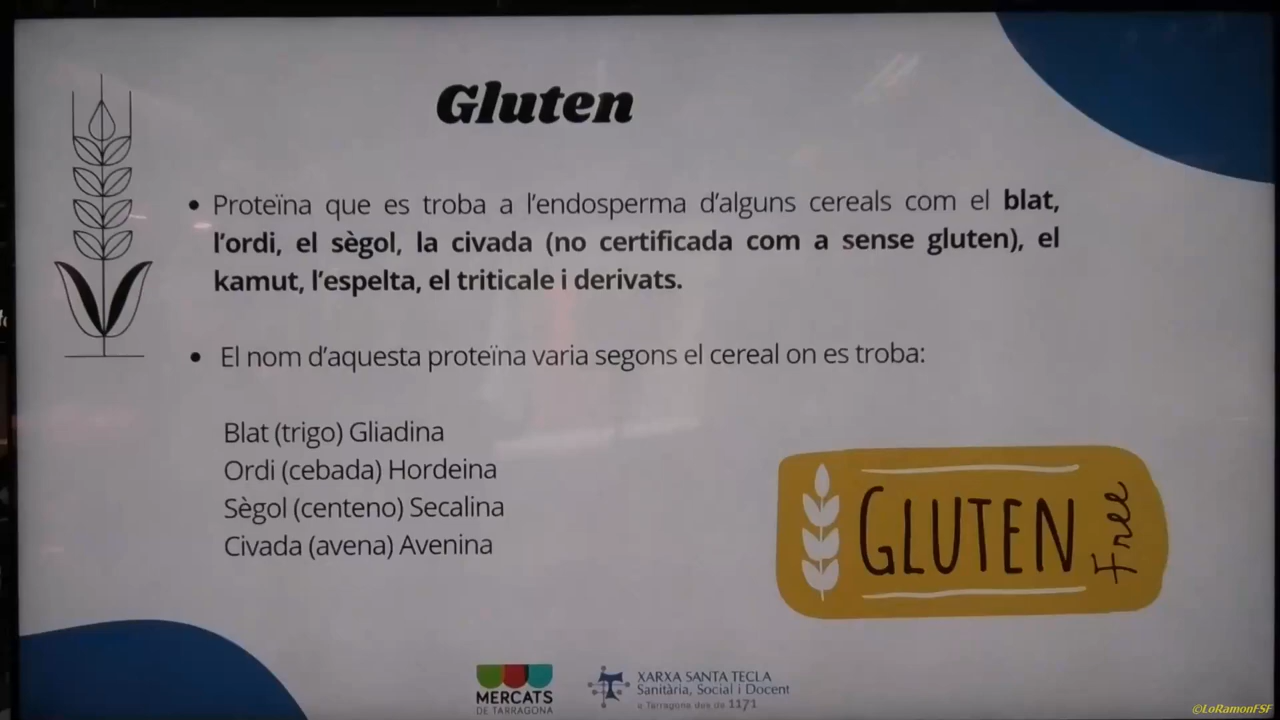 Gluten
• Proteïna que es troba a l'endosperma d'alguns cereals com el blat,
l'ordi, el sègol, la civada (no certificada com a sense gluten), el
kamut, l'espelta, el triticale i derivats.
• El nom d'aquesta proteïna varia segons el cereal on es troba:
Blat (trigo) Gliadina
Ordi (cebada) Hordeina
Sègol (centeno) Secalina
Civada (avena) Avenina
GLUTEN
Free
MERCATS
DE TARRAGONA
XARXA SANTA TECLA
Sanitària, Social i Docent
a Tarragona des de 1171
©LoRamonFSF